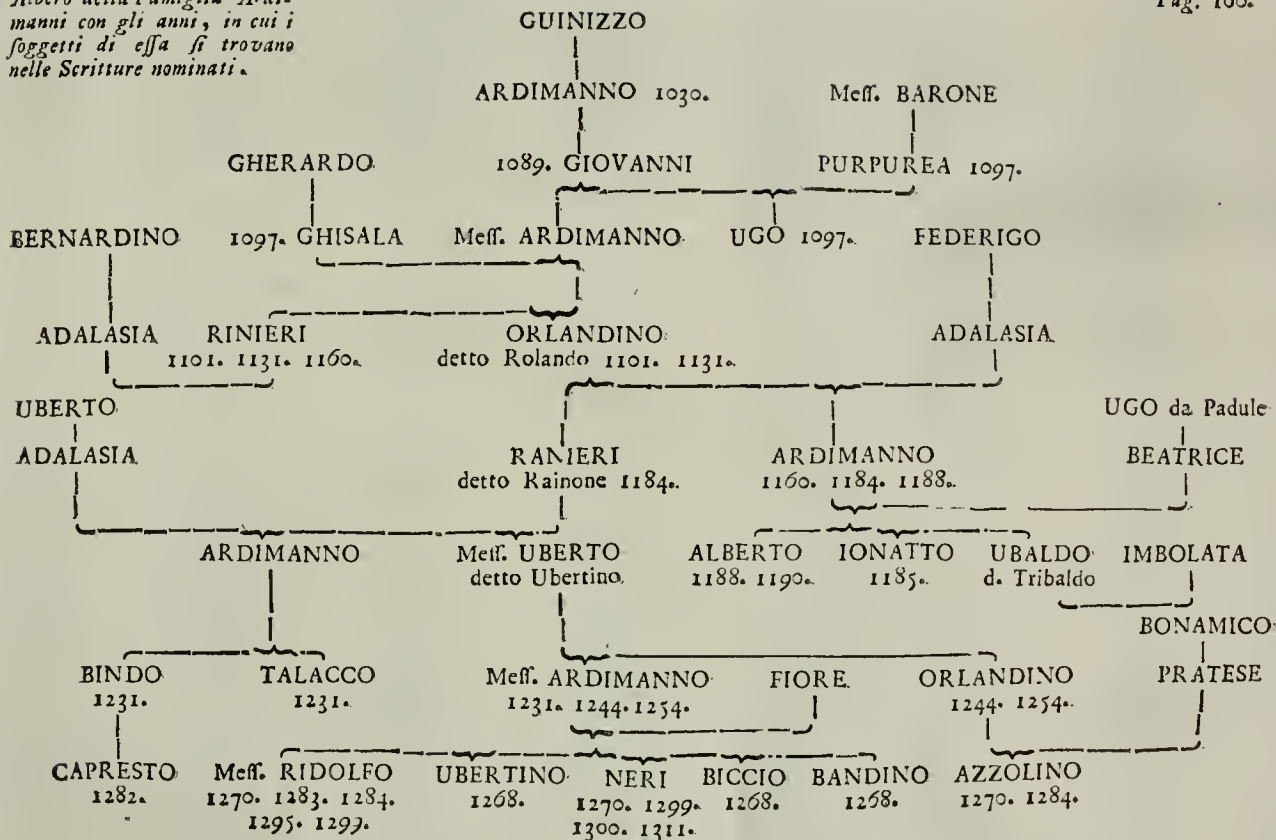 manni con gli anni, in cui i
ſoggetti di eſſa ſi trovano
nelle Scritture nominati.
Pag. 100.
GUINIZZO
ARDIMANNO 1030. Meſſ. BARONE
GHERARDO 1089. GIOVANNI PURPUREA 1097.
BERNARDINO 1097. GHISALA Meſſ. ARDIMANNO UGO 1097. FEDERIGO
ADALASIA RINIERI ORLANDINO ADALASIA
1101. 1131. 1160. detto Rolando 1101. 1131.
UBERTO UGO da Padule
ADALASIA RANIERI ARDIMANNO BEATRICE
detto Rainone 1184. 1160. 1184. 1188.
ARDIMANNO Meſſ. UBERTO ALBERTO IONATTO UBALDO IMBOLATA
detto Ubertino. 1188. 1190. 1185. d. Tribaldo
BONAMICO
BINDO TALACCO Meſſ. ARDIMANNO FIORE ORLANDINO PRATESE
1231. 1231. 1231. 1244. 1254. 1244. 1254.
CAPRESTO Meſſ. RIDOLFO UBERTINO NERI BICCIO BANDINO AZZOLINO
1282. 1270. 1283. 1284. 1268. 1270. 1299. 1268. 1268. 1270. 1284.
1295. 1299. 1300. 1311.